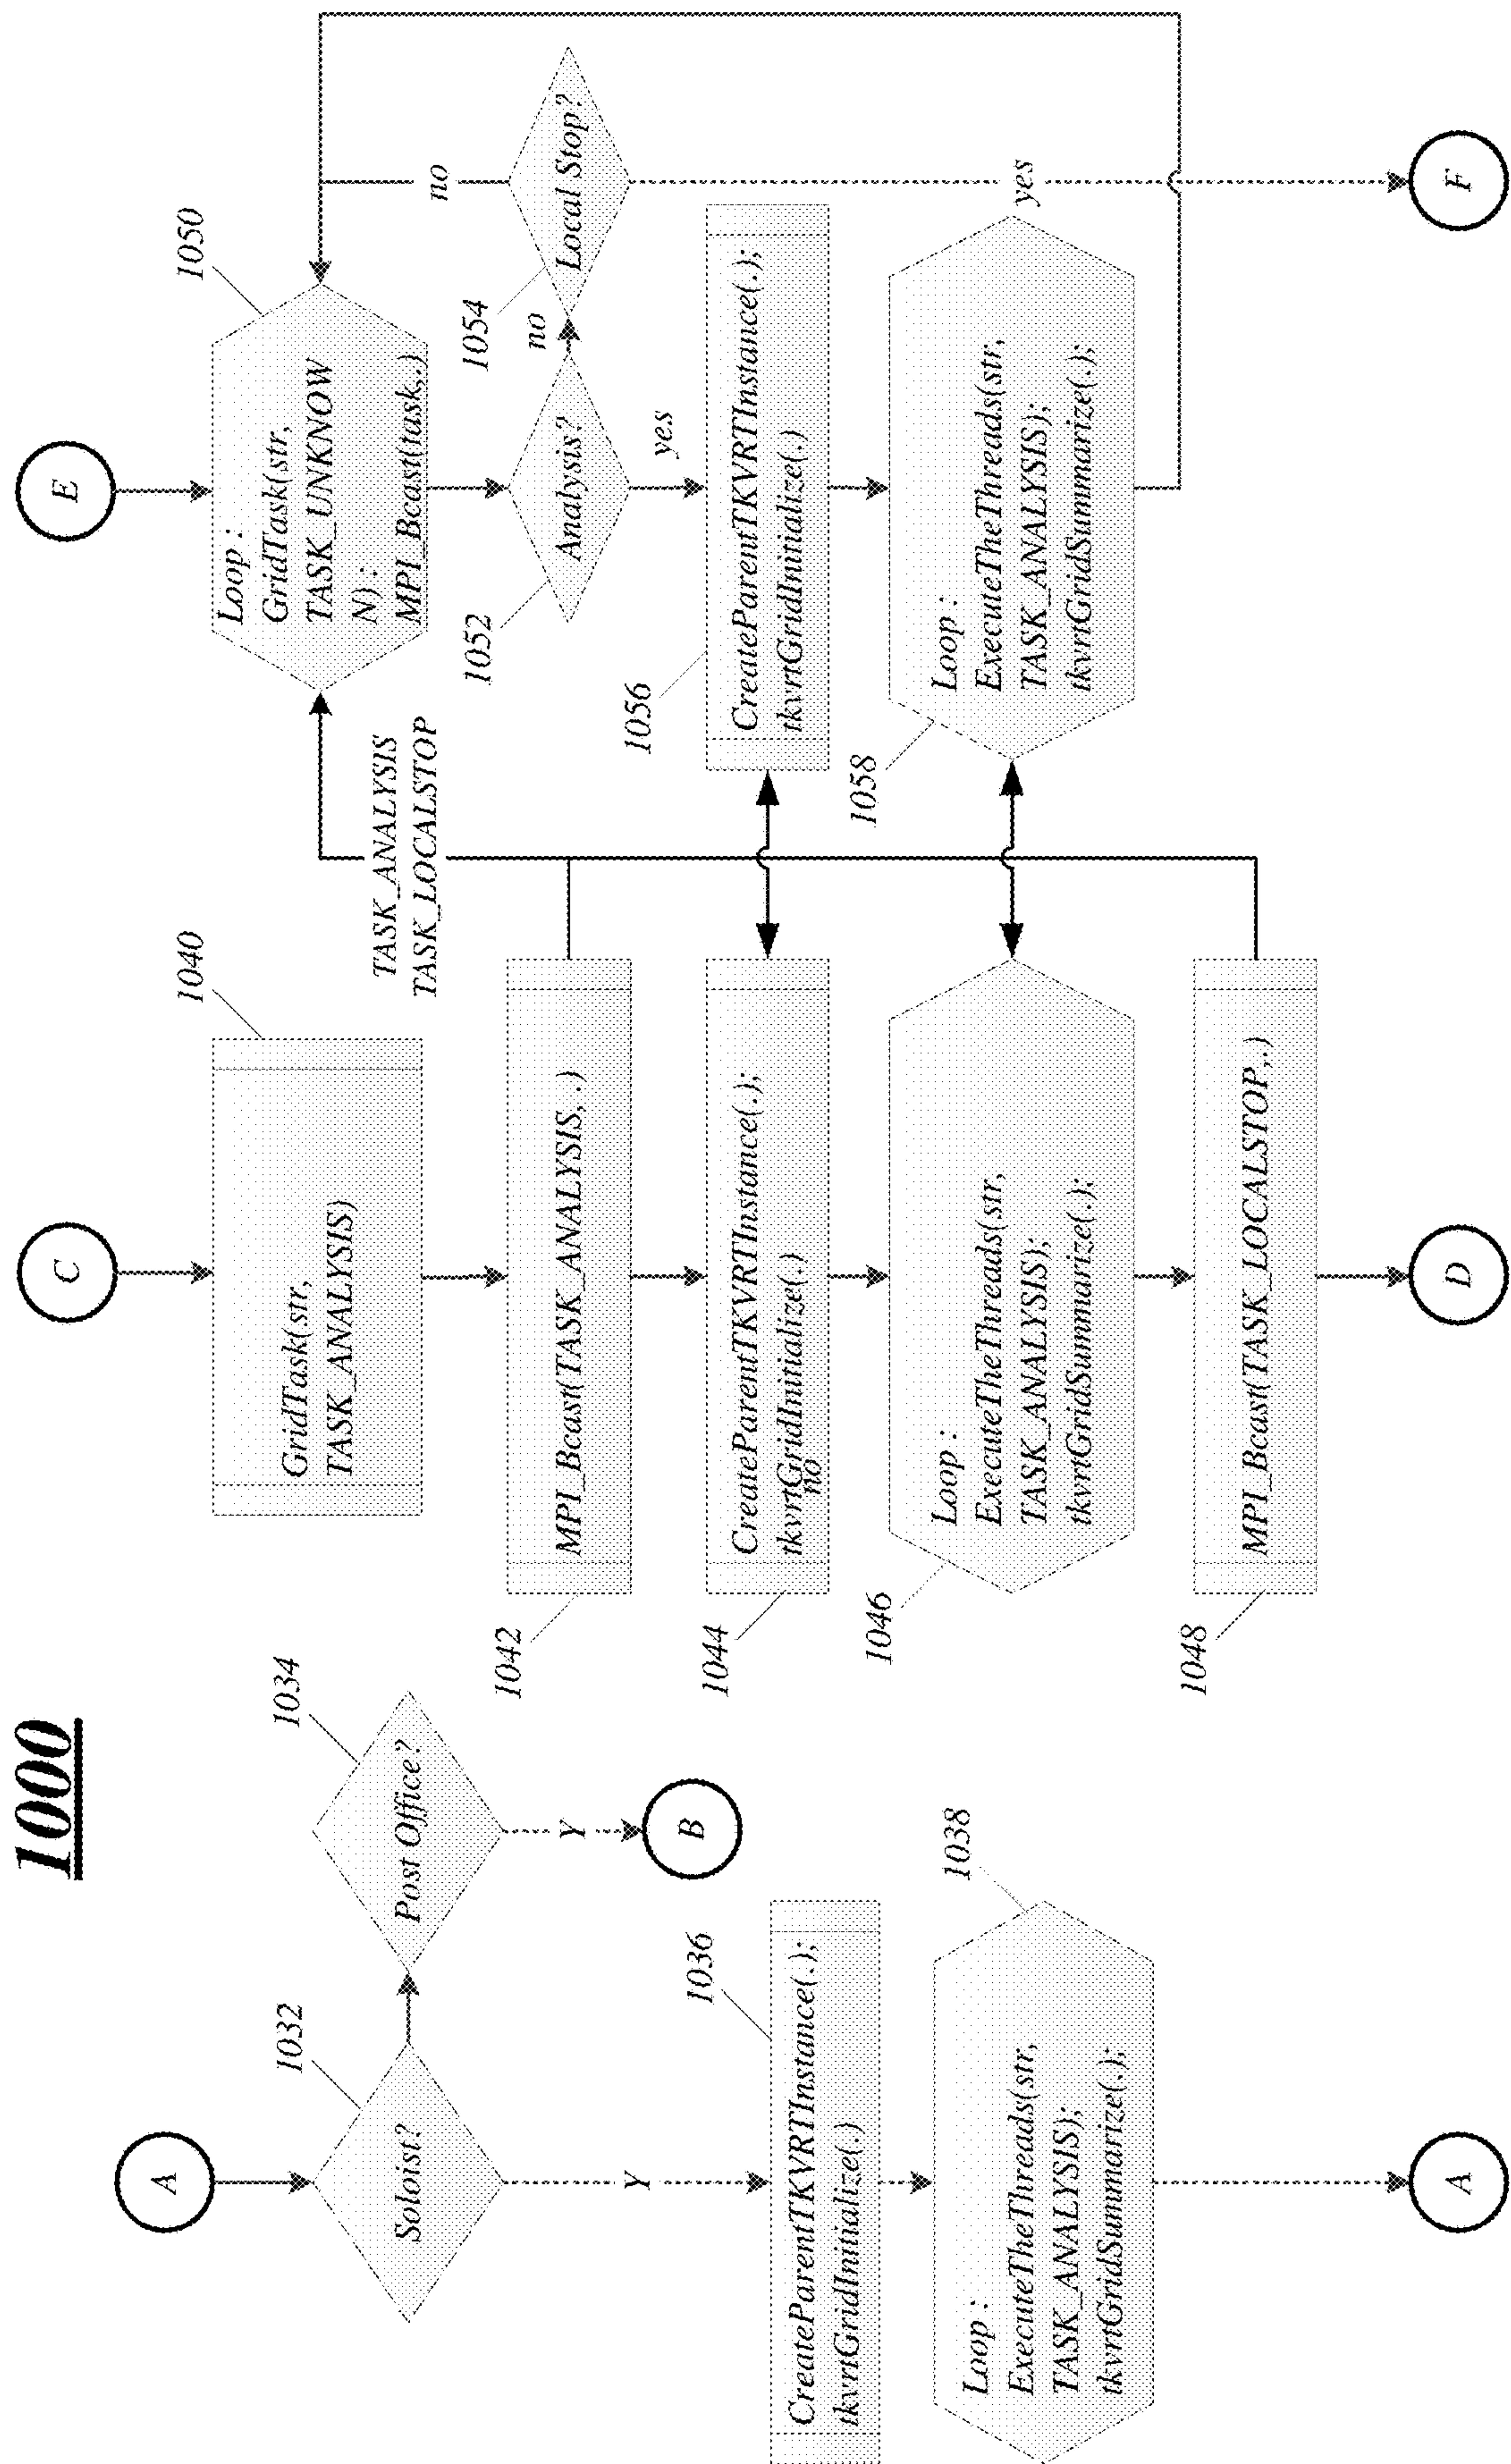 1000
A
Soloist?
1032
Post Office?
1034
Y
B
Y
CreateParentTKVRTInstance(.);
tkvrtGridInitialize(.)
1036
Loop :
ExecuteTheThreads(str,
TASK_ANALYSIS);
tkvrtGridSummarize(.);
1038
A
C
GridTask(str,
TASK_ANALYSIS)
1040
MPI_Bcast(TASK_ANALYSIS, .)
1042
CreateParentTKVRTInstance(.);
tkvrtGridInitialize(.)
no
1044
Loop :
ExecuteTheThreads(str,
TASK_ANALYSIS);
tkvrtGridSummarize(.);
1046
MPI_Bcast(TASK_LOCALSTOP,.)
1048
D
TASK_ANALYSIS
TASK_LOCALSTOP
E
Loop :
GridTask(str,
TASK_UNKNOW
N) :
MPI_Bcast(task,.)
1050
Analysis?
1052
no
Local Stop?
1054
no
yes
CreateParentTKVRTInstance(.);
tkvrtGridInitialize(.)
1056
Loop :
ExecuteTheThreads(str,
TASK_ANALYSIS);
tkvrtGridSummarize(.);
1058
yes
F